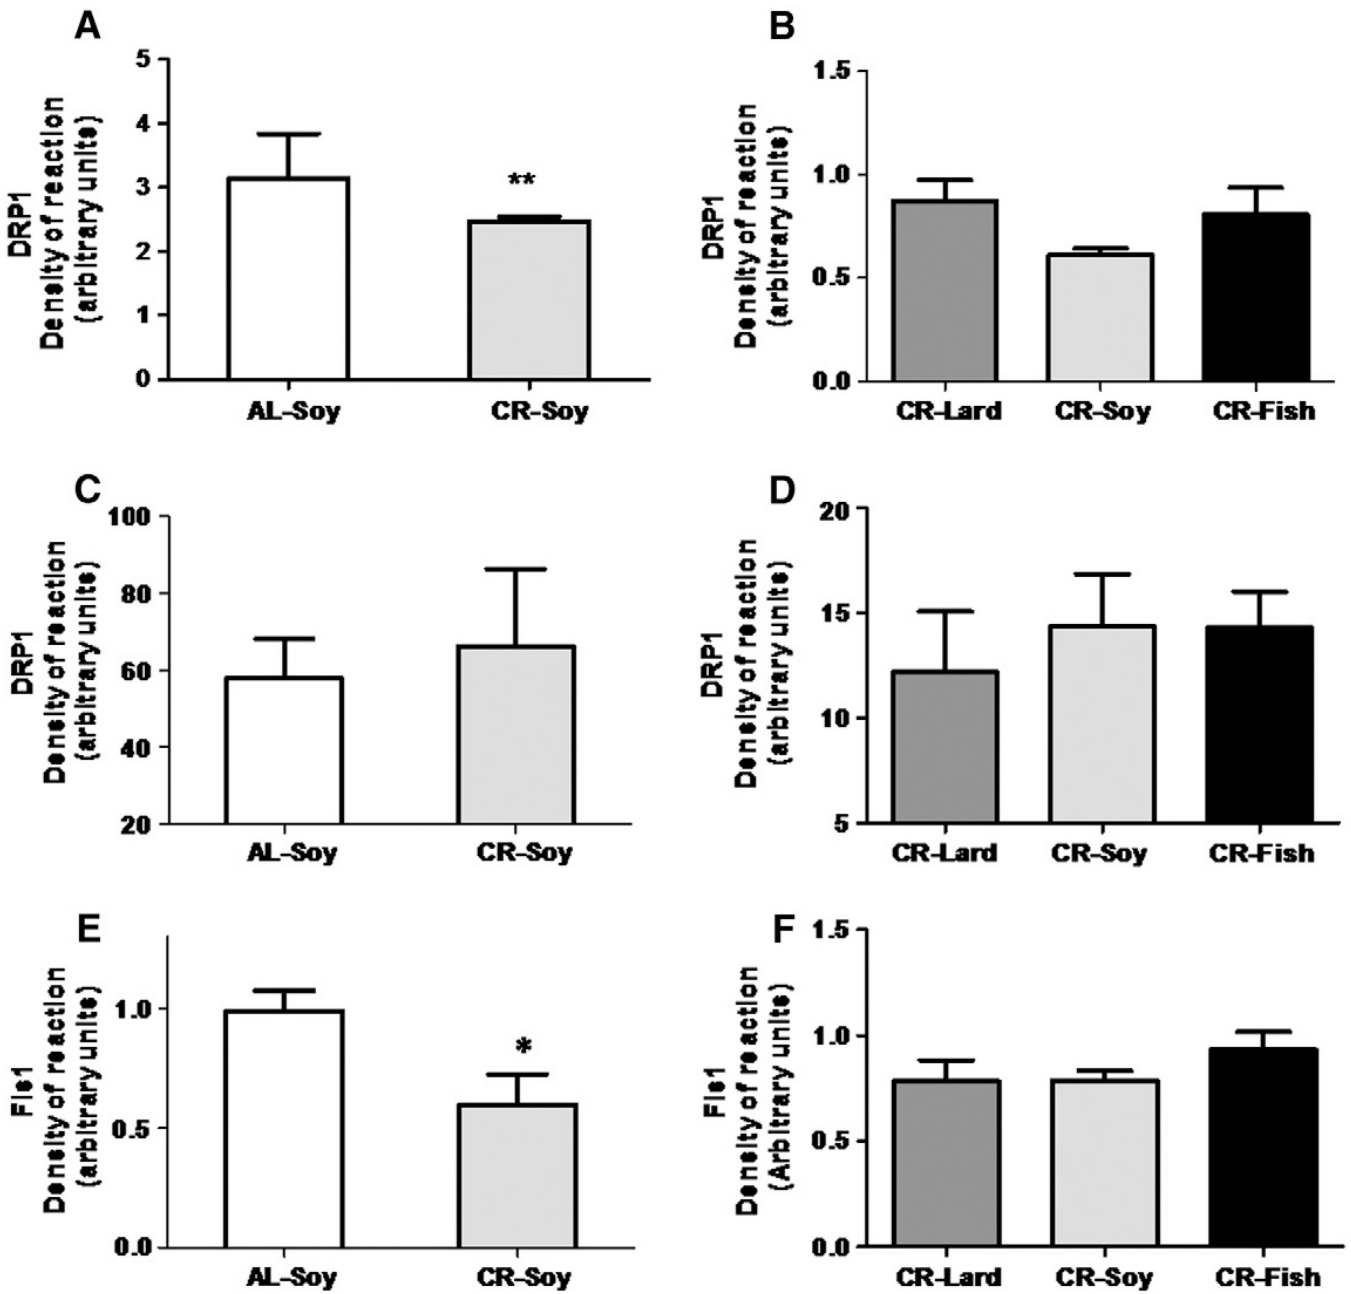 A
DRP1
Density of reaction
(arbitrary units)
5
4
3
2
1
0
**
AL-Soy
CR-Soy
B
DRP1
Density of reaction
(arbitrary units)
1.5
1.0
0.5
0.0
CR-Lard
CR-Soy
CR-Fish
C
DRP1
Density of reaction
(arbitrary units)
100
80
60
40
20
AL-Soy
CR-Soy
D
DRP1
Density of reaction
(arbitrary units)
20
15
10
5
CR-Lard
CR-Soy
CR-Fish
E
Fis1
Density of reaction
(arbitrary units)
1.0
0.5
0.0
*
AL-Soy
CR-Soy
F
Fis1
Density of reaction
(Arbitrary units)
1.5
1.0
0.5
0.0
CR-Lard
CR-Soy
CR-Fish